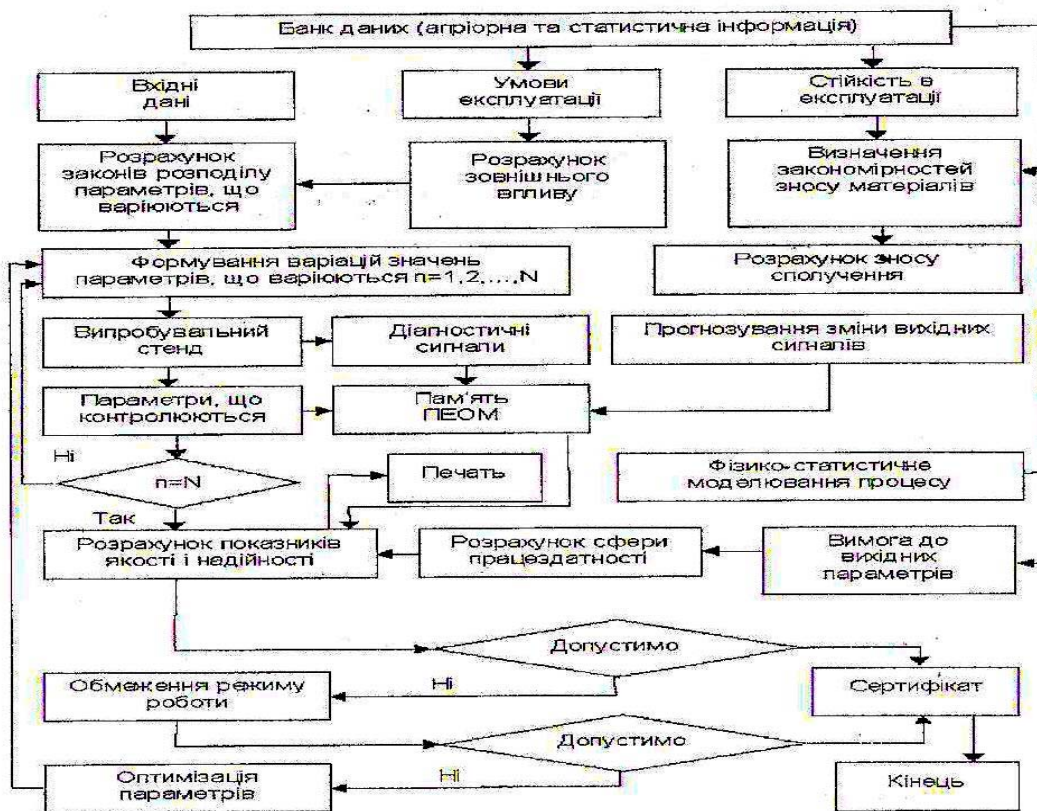 Банк даних (апріорна та статистична інформація)
Вхідні
дані
Умови
експлуатації
Стійкість в
експлуатації
Розрахунок
законів розподілу
параметрів, що
варіюються
Розрахунок
зовнішнього
впливу
Визначення
закономірностей
зносу матеріалів
Формування варіацій значень
параметрів, що варіюються n=1,2,...,N
Розрахунок зносу
сполучення
Випробувальний
стенд
Діагностичні
сигнали
Прогнозування зміни вихідних
сигналів
Параметри, що
контролюються
Пам'ять
ПЕОМ
Ні
n=N
Печать
Фізико-статистичне
моделювання процесу
Так
Розрахунок показників
якості і надійності
Розрахунок сфери
працездатності
Вимога до
вихідних
параметрів
Допустимо
Обмеження режиму
роботи
Ні
Сертифікат
Допустимо
Оптимізація
параметрів
Ні
Кінець